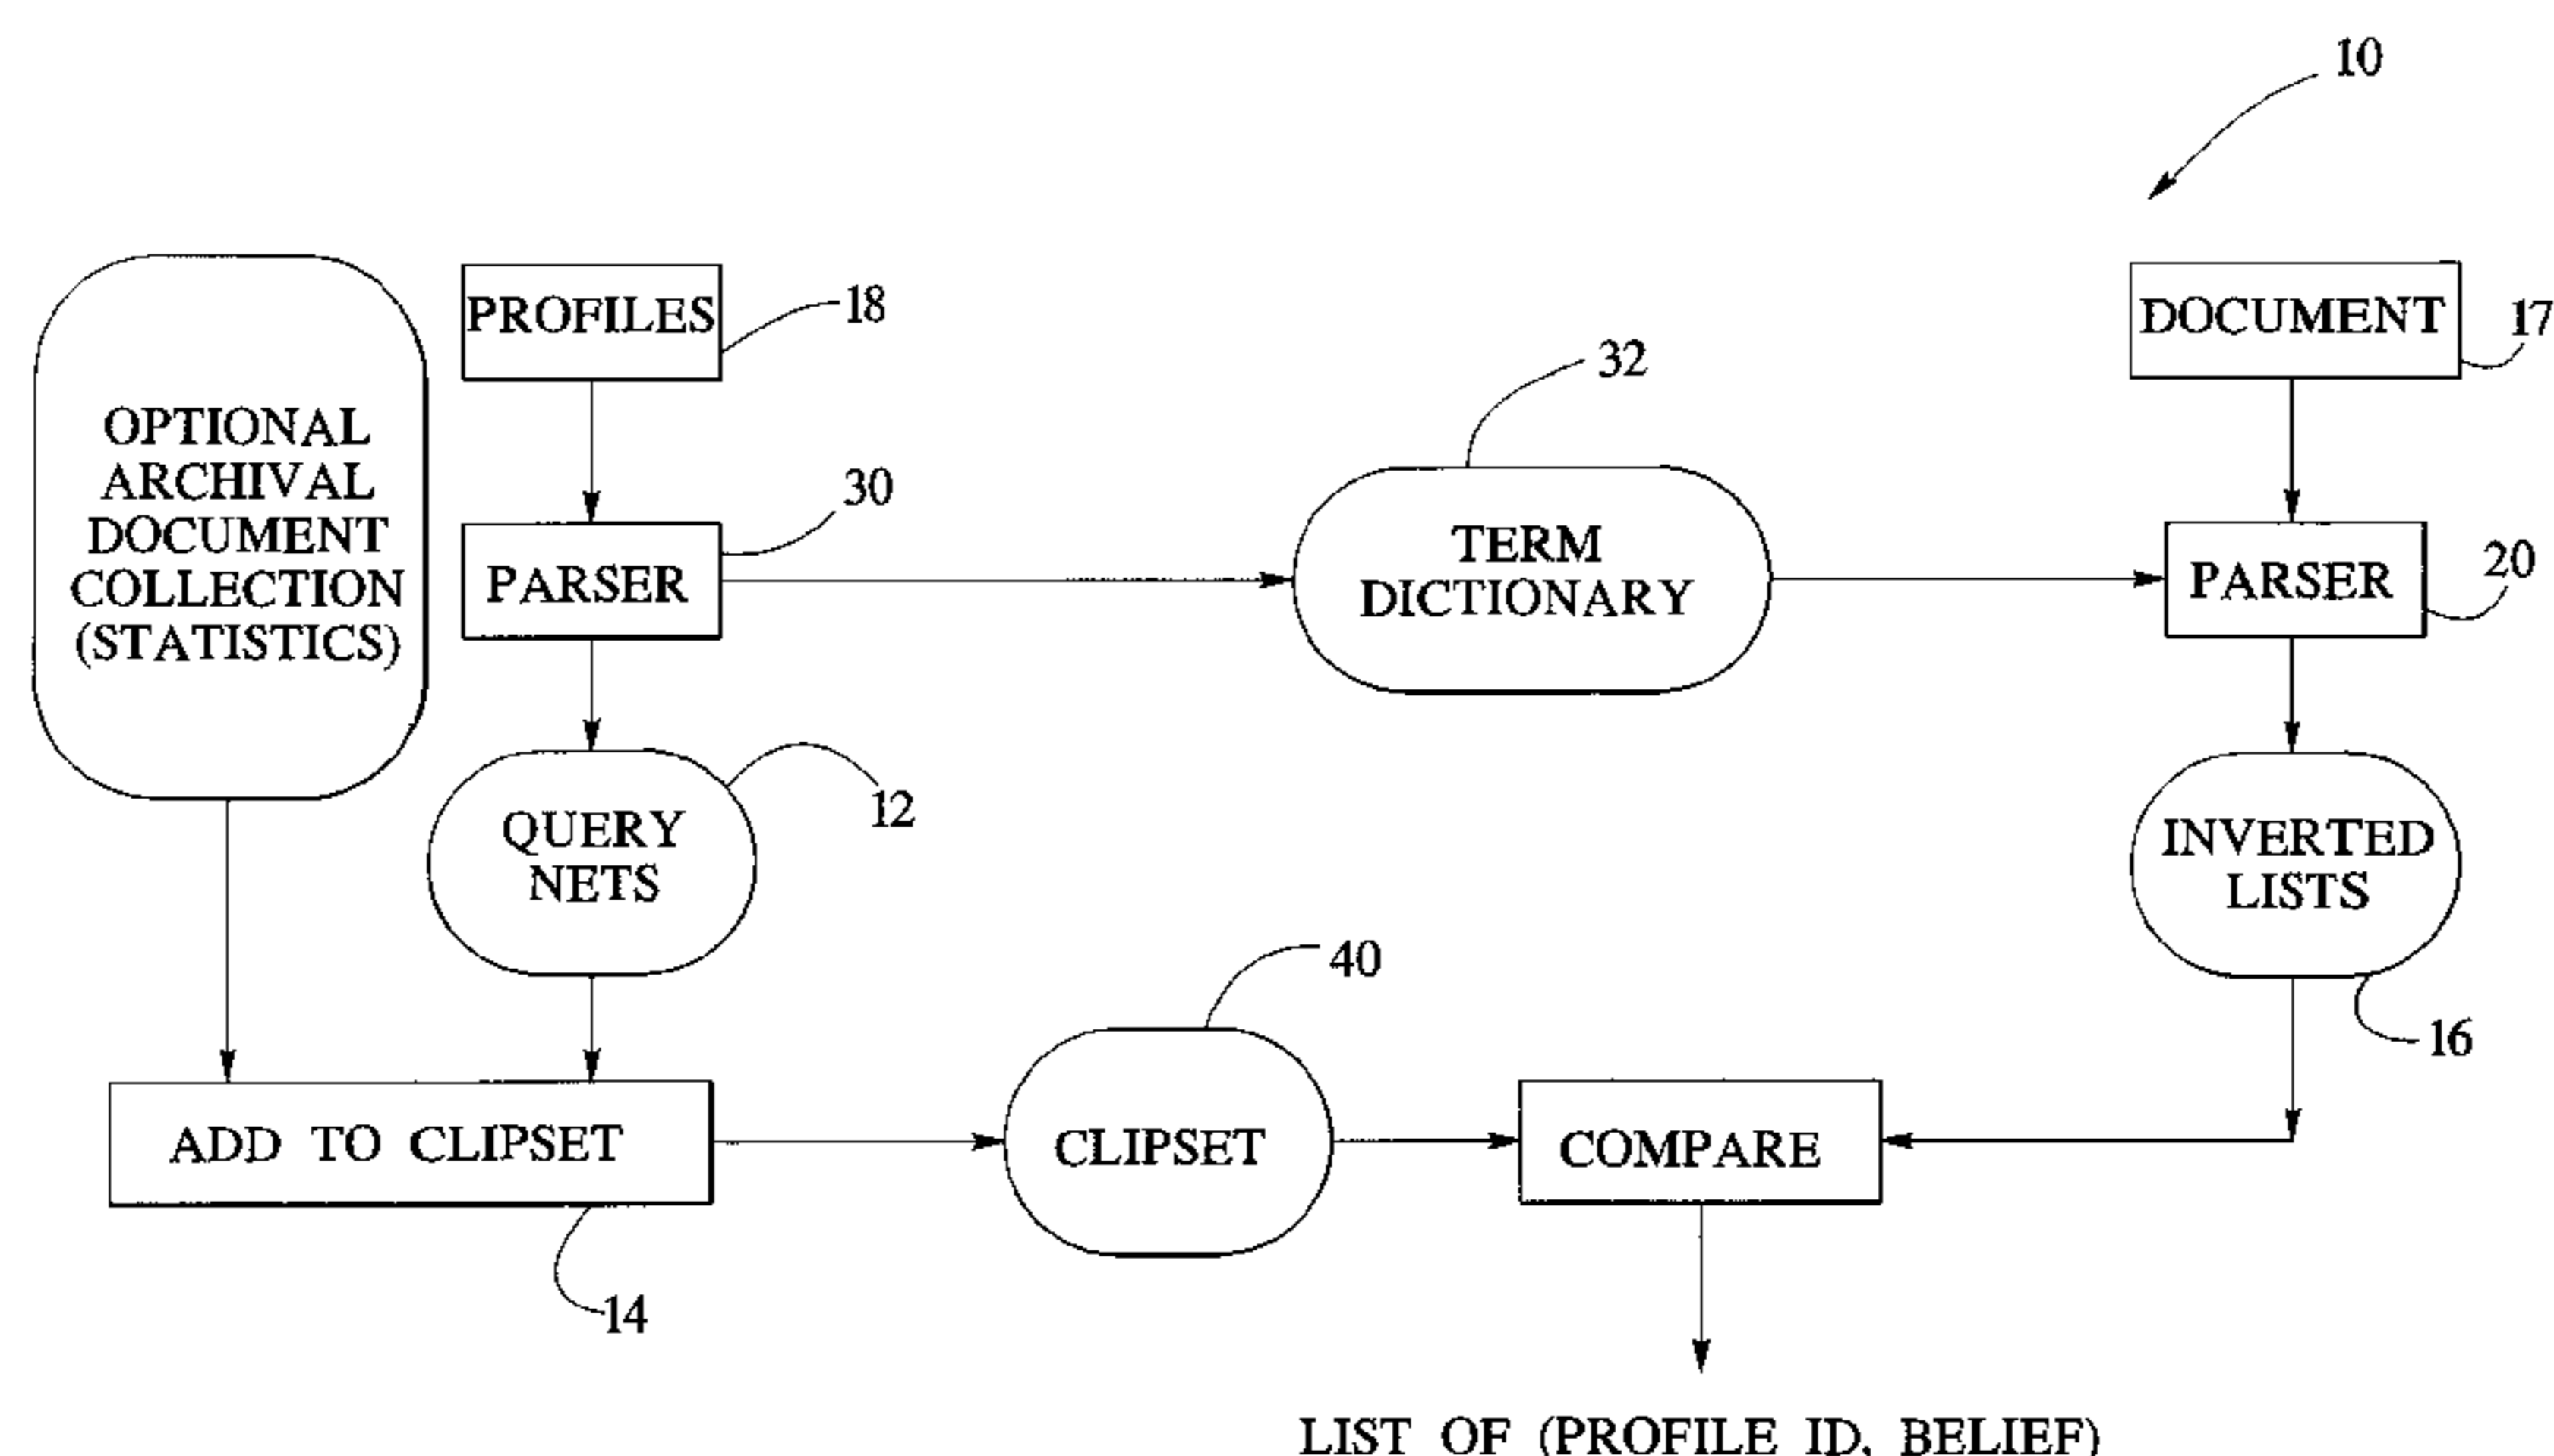 10
PROFILES
18
DOCUMENT
17
OPTIONAL
ARCHIVAL
DOCUMENT
COLLECTION
(STATISTICS)
30
PARSER
32
TERM
DICTIONARY
PARSER
20
QUERY
NETS
12
INVERTED
LISTS
16
ADD TO CLIPSET
14
40
CLIPSET
COMPARE
LIST OF (PROFILE ID, BELIEF)